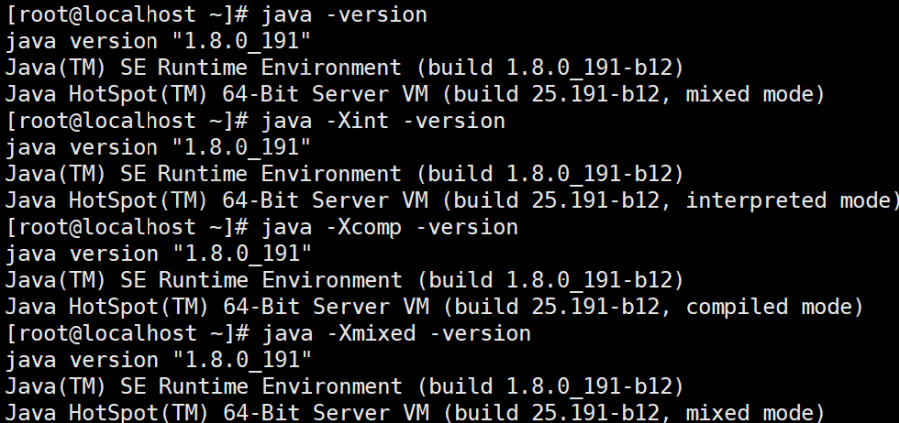 [root@localhost ~]# java -version
java version "1.8.0_191"
Java(TM) SE Runtime Environment (build 1.8.0_191-b12)
Java HotSpot(TM) 64-Bit Server VM (build 25.191-b12, mixed mode)
[root@localhost ~]# java -Xint -version
java version "1.8.0_191"
Java(TM) SE Runtime Environment (build 1.8.0_191-b12)
Java HotSpot(TM) 64-Bit Server VM (build 25.191-b12, interpreted mode)
[root@localhost ~]# java -Xcomp -version
java version "1.8.0_191"
Java(TM) SE Runtime Environment (build 1.8.0_191-b12)
Java HotSpot(TM) 64-Bit Server VM (build 25.191-b12, compiled mode)
[root@localhost ~]# java -Xmixed -version
java version "1.8.0_191"
Java(TM) SE Runtime Environment (build 1.8.0_191-b12)
Java HotSpot(TM) 64-Bit Server VM (build 25.191-b12, mixed mode)